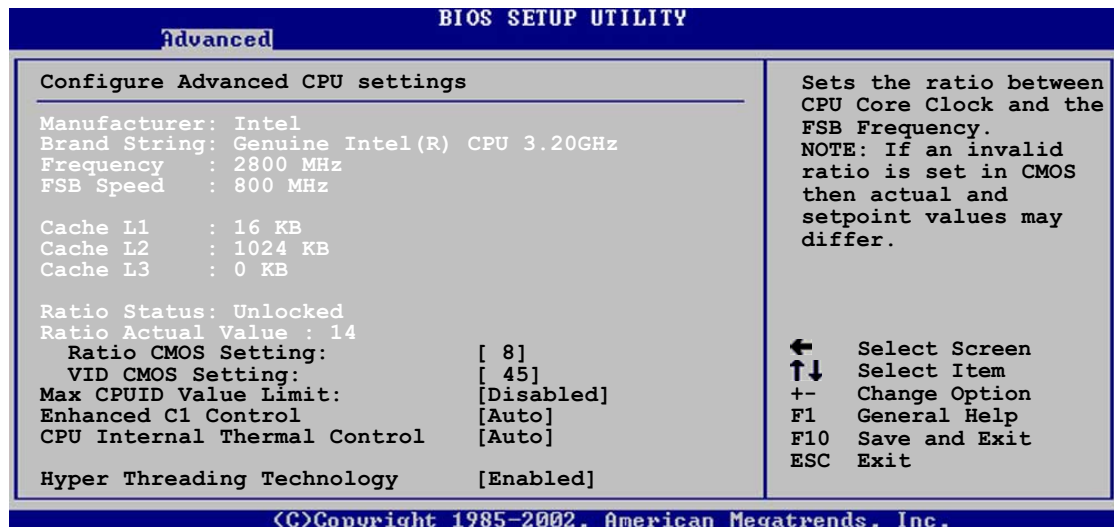 BIOS SETUP UTILITY
Advanced
Configure Advanced CPU settings
Manufacturer: Intel
Brand String: Genuine Intel(R) CPU 3.20GHz
Frequency : 2800 MHz
FSB Speed : 800 MHz
Cache L1 : 16 KB
Cache L2 : 1024 KB
Cache L3 : 0 KB
Ratio Status: Unlocked
Ratio Actual Value : 14
Ratio CMOS Setting: [ 8]
VID CMOS Setting: [ 45]
Max CPUID Value Limit: [Disabled]
Enhanced C1 Control [Auto]
CPU Internal Thermal Control [Auto]
Hyper Threading Technology [Enabled]
Sets the ratio between
CPU Core Clock and the
FSB Frequency.
NOTE: If an invalid
ratio is set in CMOS
then actual and
setpoint values may
differ.
← Select Screen
↑↓ Select Item
+- Change Option
F1 General Help
F10 Save and Exit
ESC Exit
(C)Copyright 1985-2002, American Megatrends, Inc.